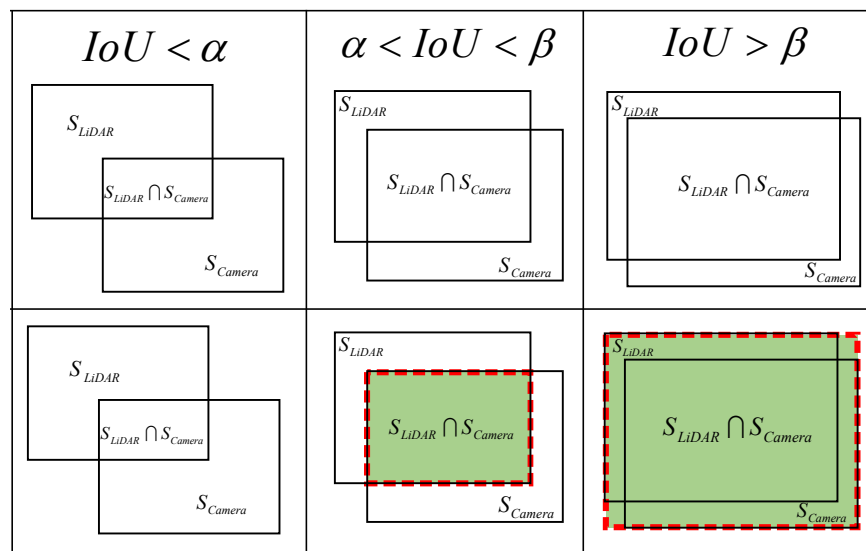 IoU < α
α < IoU < β
IoU > β
S_LiDAR
S_LiDAR ∩ S_Camera
S_Camera
S_LiDAR
S_LiDAR ∩ S_Camera
S_Camera
S_LiDAR
S_LiDAR ∩ S_Camera
S_Camera
S_LiDAR
S_LiDAR ∩ S_Camera
S_Camera
S_LiDAR
S_LiDAR ∩ S_Camera
S_Camera
S_LiDAR
S_LiDAR ∩ S_Camera
S_Camera